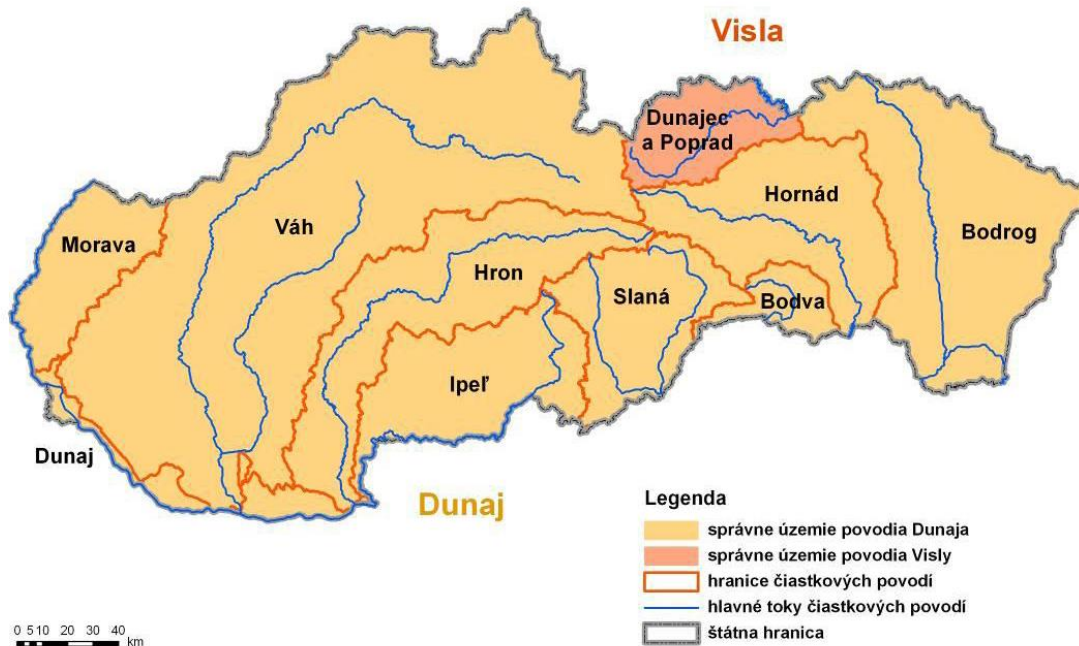 Visla
Dunajec
a Poprad
Hornád
Morava
Váh
Bodrog
Hron
Slaná
Bodva
Ipeľ
Dunaj
Dunaj
Legenda
správne územie povodia Dunaja
správne územie povodia Visly
hranice čiastkových povodí
hlavné toky čiastkových povodí
štátna hranica
0 5 10 20 30 40
km